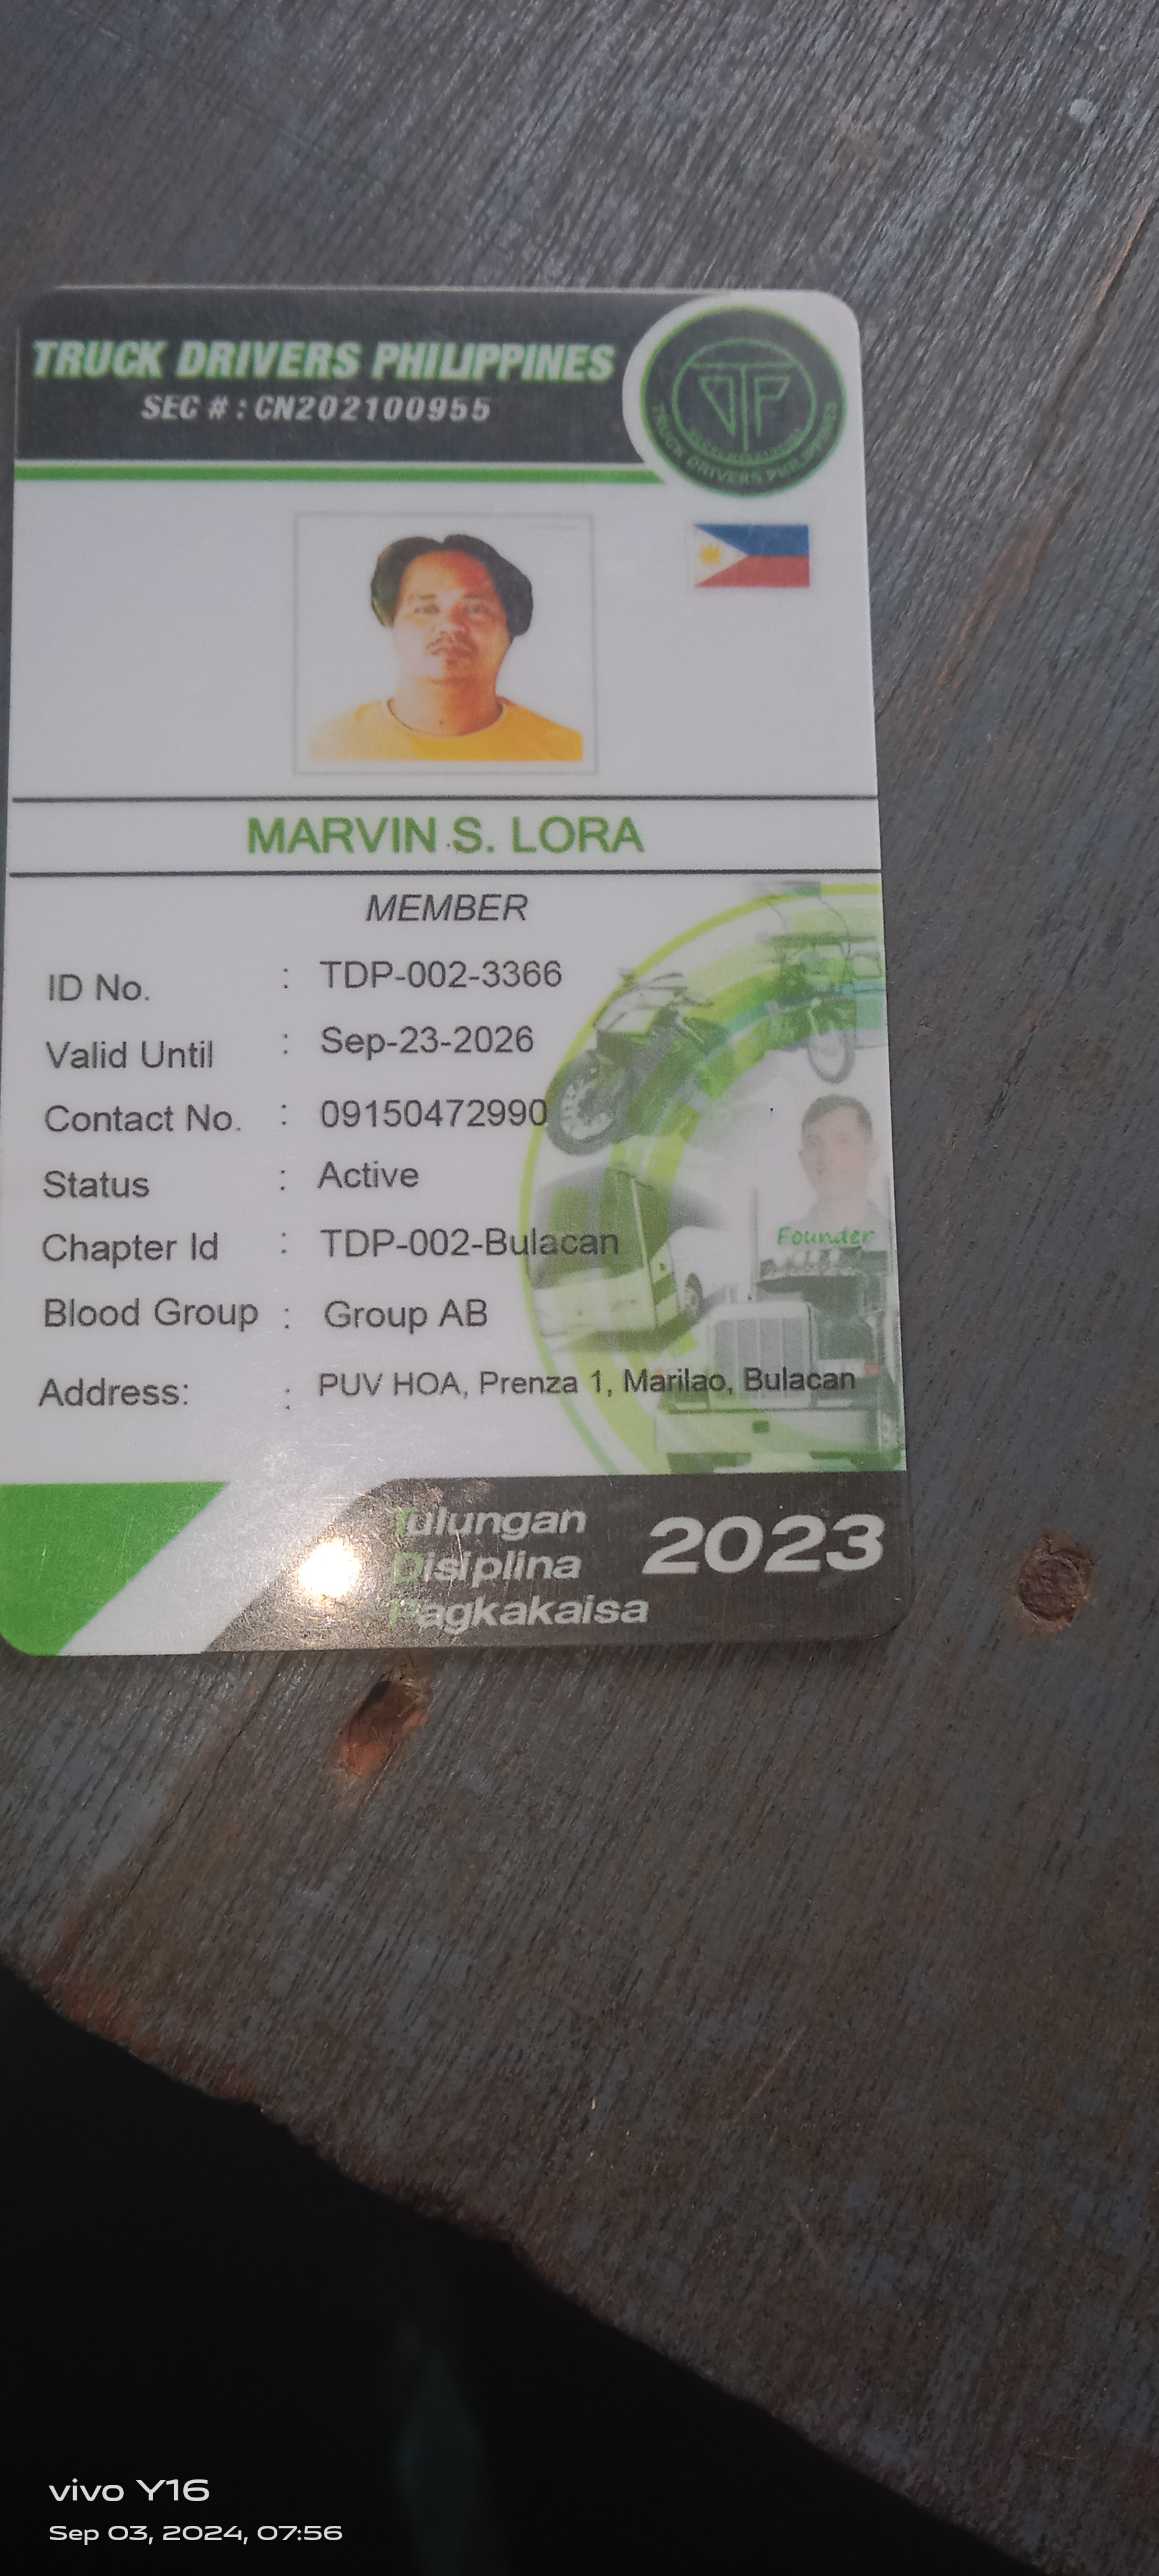 TRUCK DRIVERS PHILIPPINES
SEC # : CN202100955
TDP
TRUCK DRIVERS PHILIPPINES
MARVIN S. LORA
MEMBER
ID No. : TDP-002-3366
Valid Until : Sep-23-2026
Contact No. : 09150472990
Status : Active
Chapter Id : TDP-002-Bulacan
Founder
Blood Group : Group AB
Address: : PUV HOA, Prenza 1, Marilao, Bulacan
Tulungan
Disiplina
Pagkakaisa
2023
vivo Y16
Sep 03, 2024, 07:56